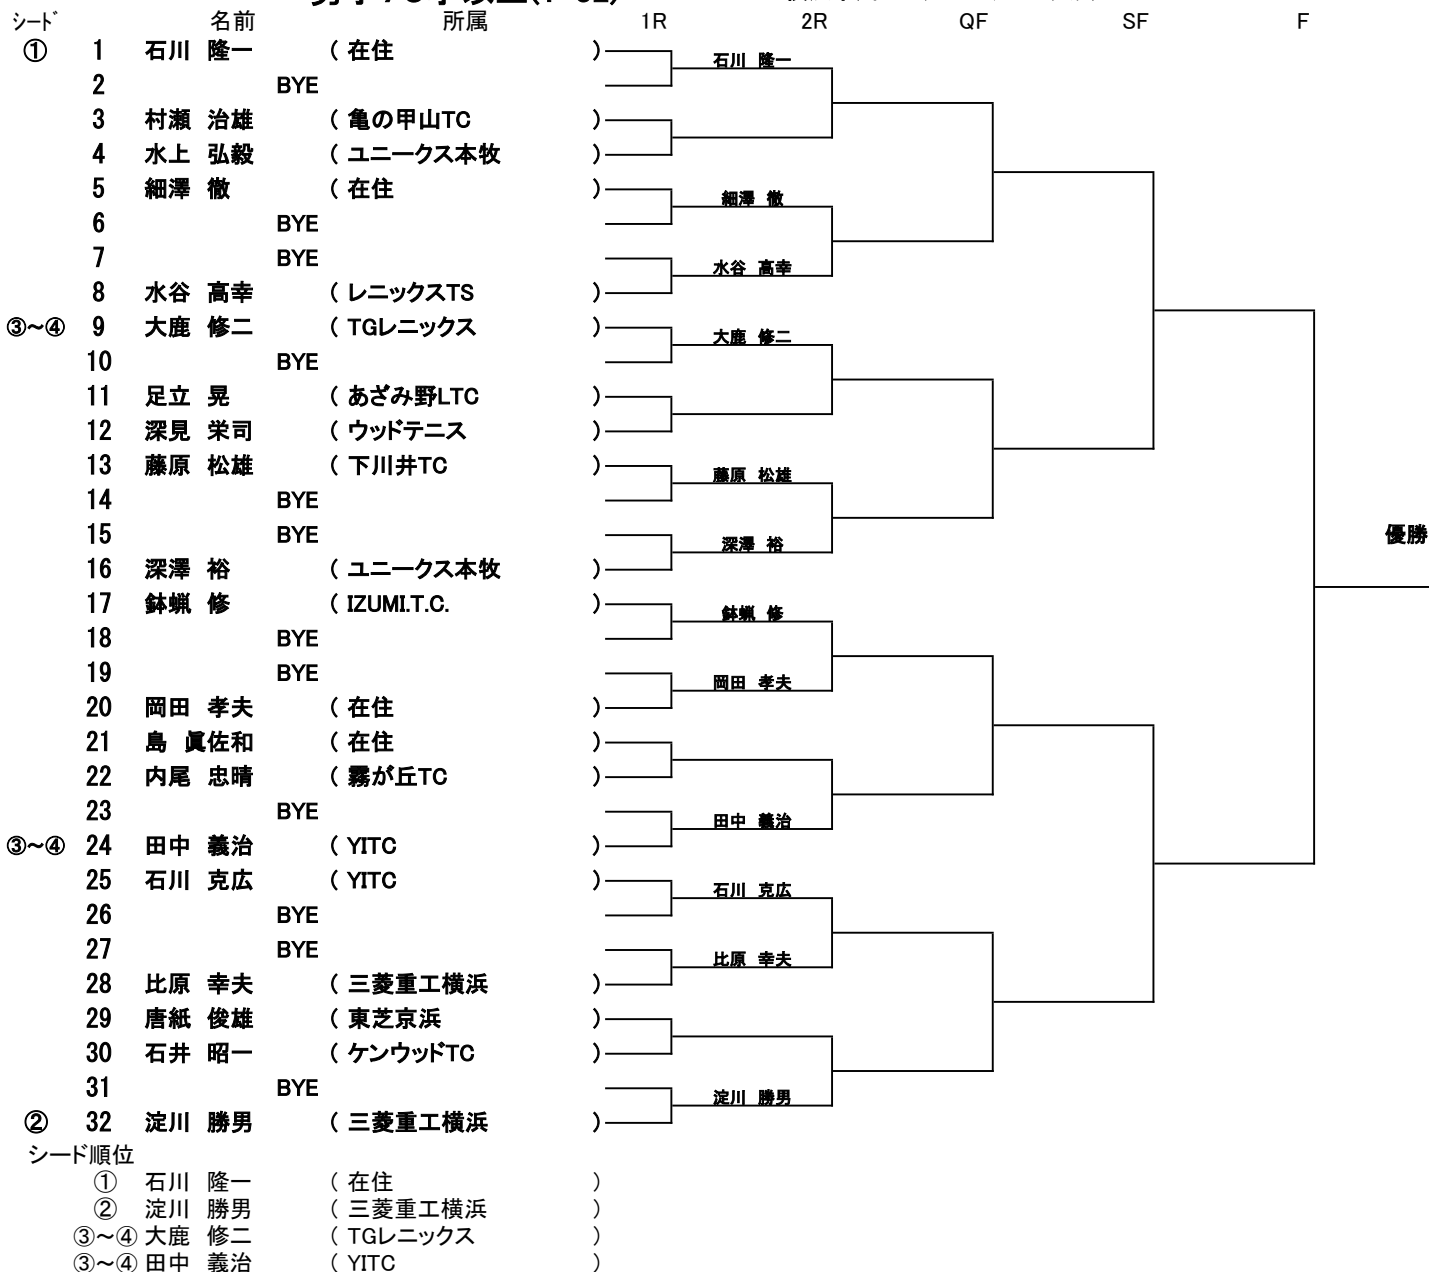 シード 名前 所属 1R 2R QF SF F
① 1 石川 隆一 ( 在住 )
石川 隆一
2 BYE
3 村瀬 治雄 ( 亀の甲山TC )
4 水上 弘毅 ( ユニークス本牧 )
5 細澤 徹 ( 在住 )
細澤 徹
6 BYE
7 BYE
水谷 高幸
8 水谷 高幸 ( レニックスTS )
③～④ 9 大鹿 修二 ( TGレニックス )
大鹿 修二
10 BYE
11 足立 晃 ( あざみ野LTC )
12 深見 栄司 ( ウッドテニス )
13 藤原 松雄 ( 下川井TC )
藤原 松雄
14 BYE
15 BYE
優勝
深澤 裕
16 深澤 裕 ( ユニークス本牧 )
17 鉢蝋 修 ( IZUMI.T.C. )
鉢蝋 修
18 BYE
19 BYE
岡田 孝夫
20 岡田 孝夫 ( 在住 )
21 島 眞佐和 ( 在住 )
22 内尾 忠晴 ( 霧が丘TC )
23 BYE
田中 義治
③～④ 24 田中 義治 ( YITC )
25 石川 克広 ( YITC )
石川 克広
26 BYE
27 BYE
比原 幸夫
28 比原 幸夫 ( 三菱重工横浜 )
29 唐紙 俊雄 ( 東芝京浜 )
30 石井 昭一 ( ケンウッドTC )
31 BYE
淀川 勝男
② 32 淀川 勝男 ( 三菱重工横浜 )
シード順位
① 石川 隆一 ( 在住 )
② 淀川 勝男 ( 三菱重工横浜 )
③～④ 大鹿 修二 ( TGレニックス )
③～④ 田中 義治 ( YITC )